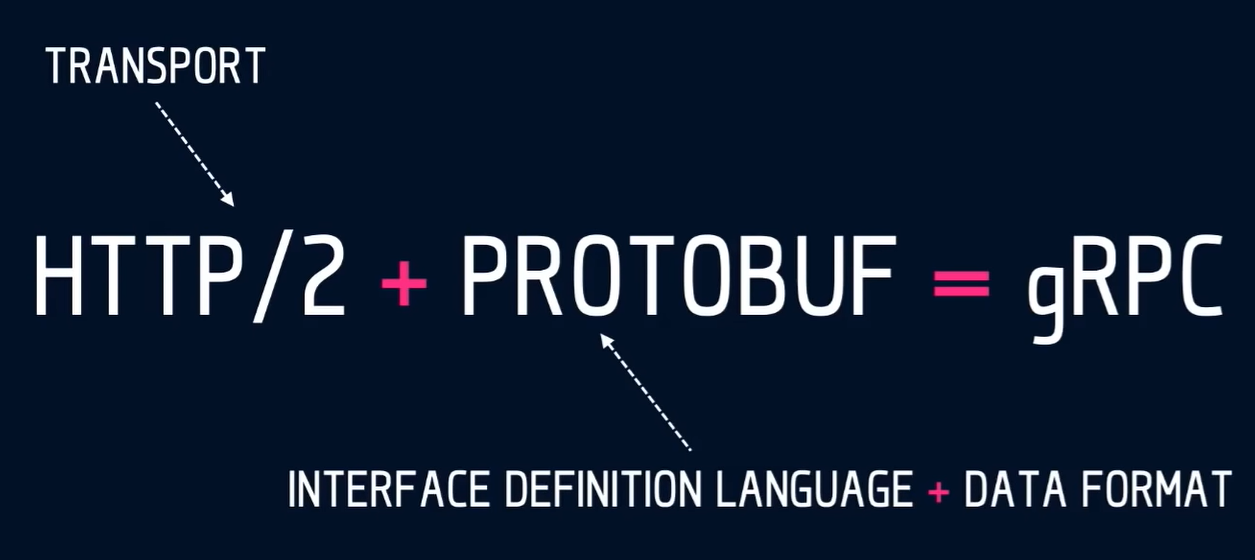 TRANSPORT
HTTP/2 + PROTOBUF = gRPC
INTERFACE DEFINITION LANGUAGE + DATA FORMAT